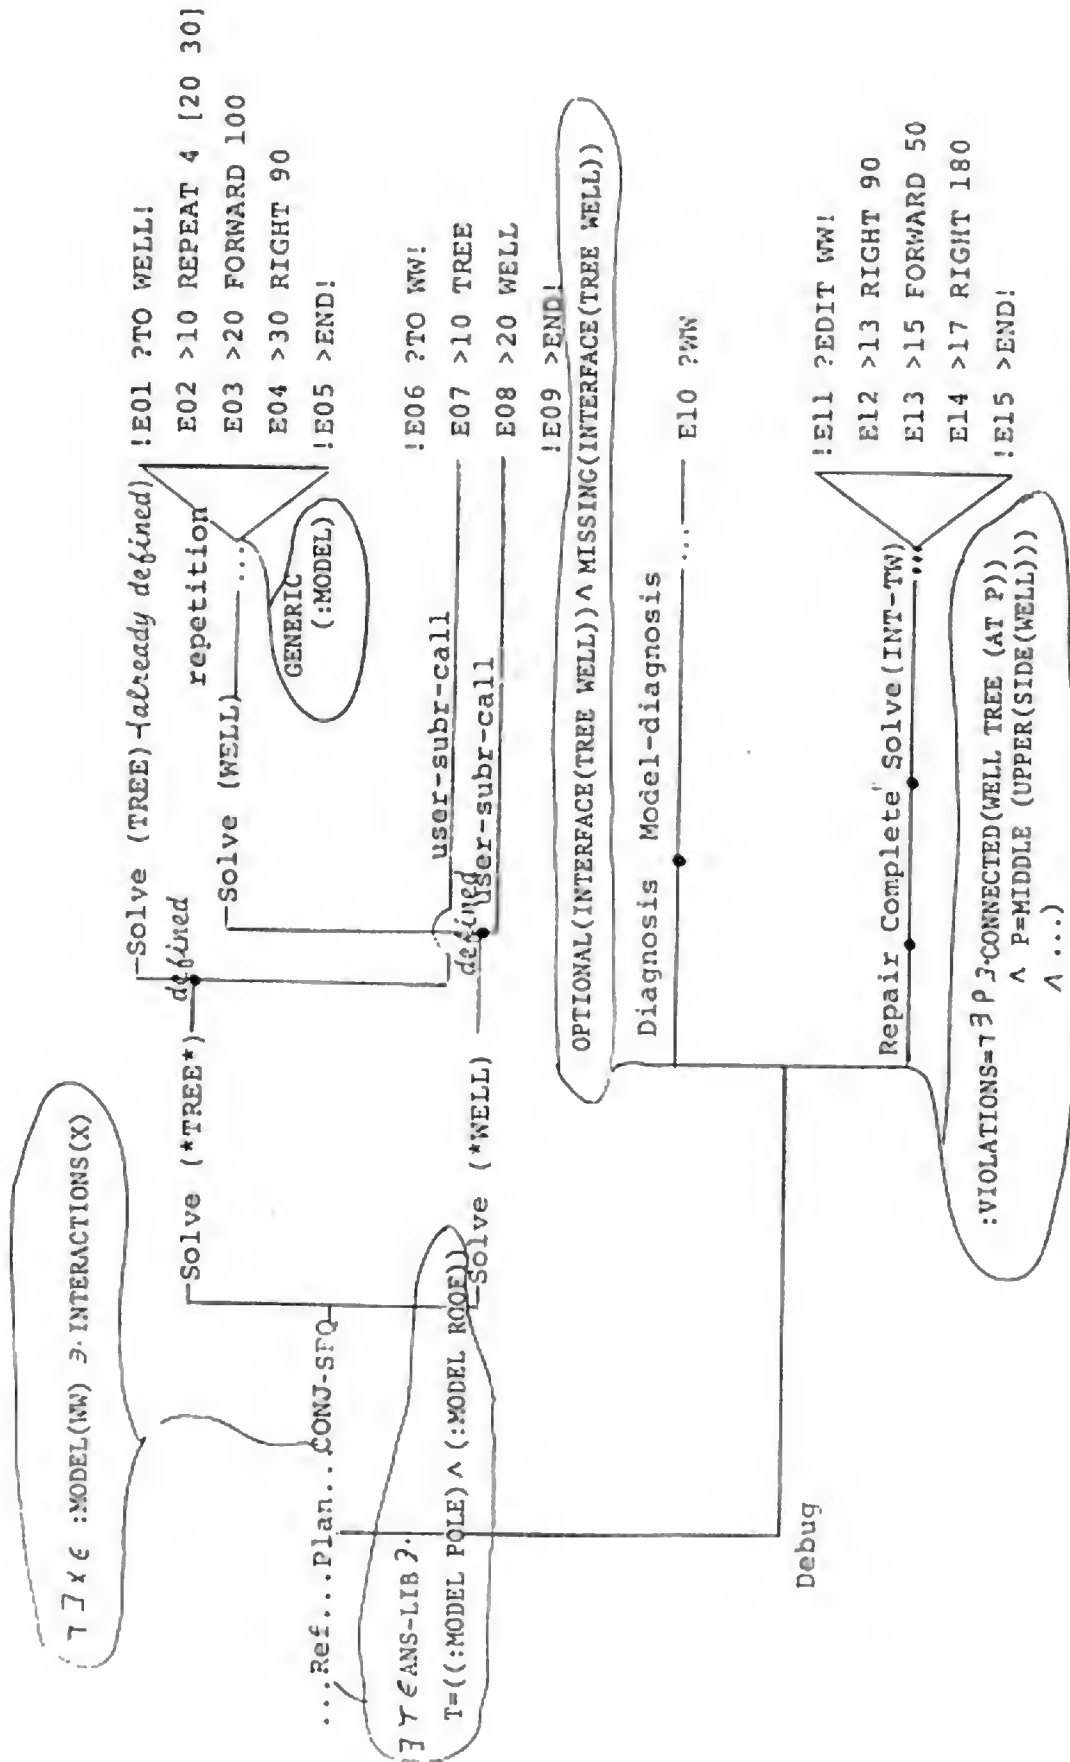 ⅂∃X∈ :MODEL(WW) ∋· INTERACTIONS(X)
...Ref...Plan...CONJ-SEQ
∃T∈ANS-LIB∋·
T=((:MODEL POLE)∧(:MODEL ROOF))
Solve (*TREE*)
defined
Solve (TREE)
{already defined}
Solve (*WELL)
defined
Solve (WELL)...
repetition
GENERIC
(:MODEL)
user-subr-call
user-subr-call
!E01 ?TO WELL!
E02 >10 REPEAT 4 [20 30]
E03 >20 FORWARD 100
E04 >30 RIGHT 90
!E05 >END!
!E06 ?TO WW!
E07 >10 TREE
E08 >20 WELL
!E09 >END!
OPTIONAL(INTERFACE(TREE WELL))∧MISSING(INTERFACE(TREE WELL))
Debug
Diagnosis Model-diagnosis
...
E10 ?WW
Repair Complete Solve(INT-TW)
...
!E11 ?EDIT WW!
E12 >13 RIGHT 90
E13 >15 FORWARD 50
E14 >17 RIGHT 180
!E15 >END!
:VIOLATIONS=⅂∃P∋·CONNECTED(WELL TREE (AT P))
∧ P=MIDDLE (UPPER(SIDE(WELL)))
∧ ...)